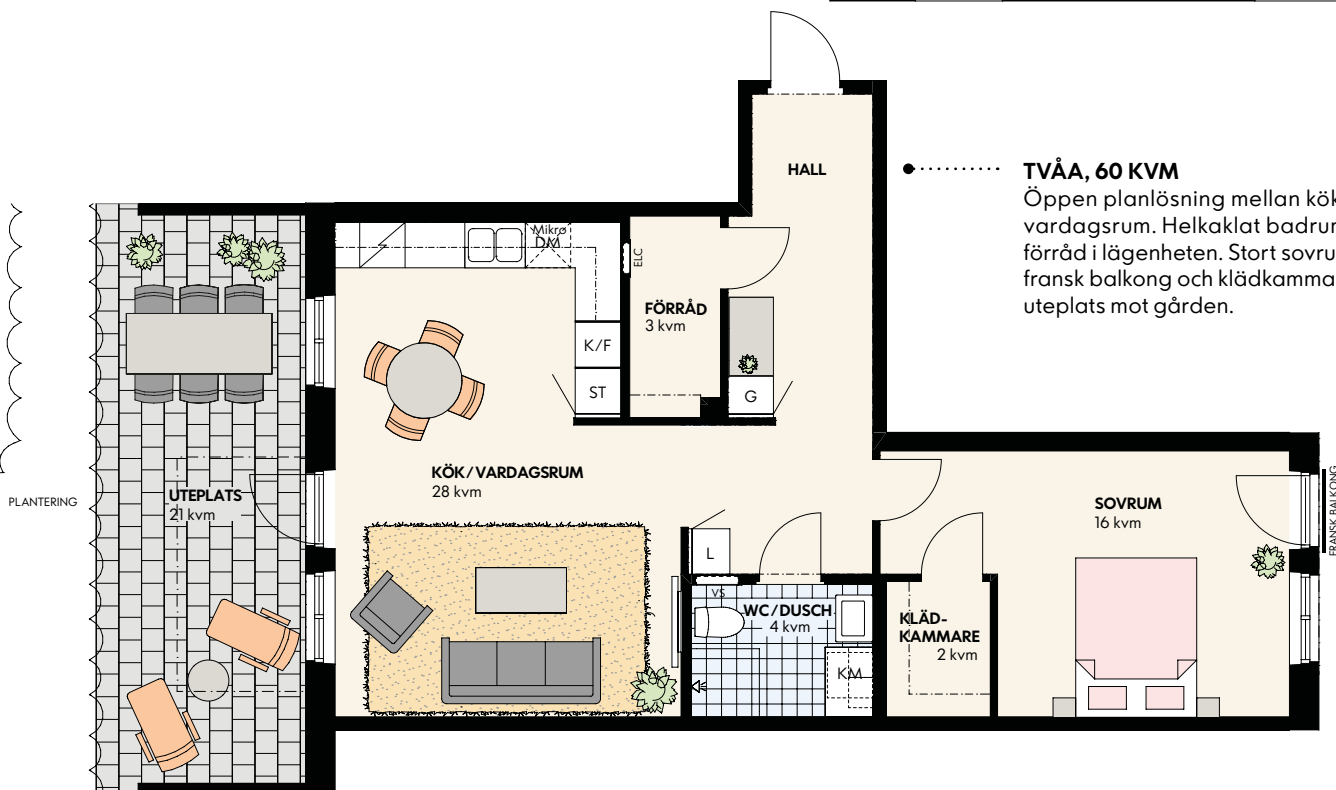 HALL
TVÅA, 60 KVM
Öppen planlösning mellan kök
vardagsrum. Helkaklat badrum
förråd i lägenheten. Stort sovru
fransk balkong och klädkamma
uteplats mot gården.
Mikro
DM
ELC
FÖRRÅD
3 kvm
K/F
ST
G
KÖK/VARDAGSRUM
28 kvm
PLANTERING
UTEPLATS
21 kvm
SOVRUM
16 kvm
FRANSK BALKONG
L
VS
WC/DUSCH
4 kvm
KLÄD-
KAMMARE
2 kvm
KM